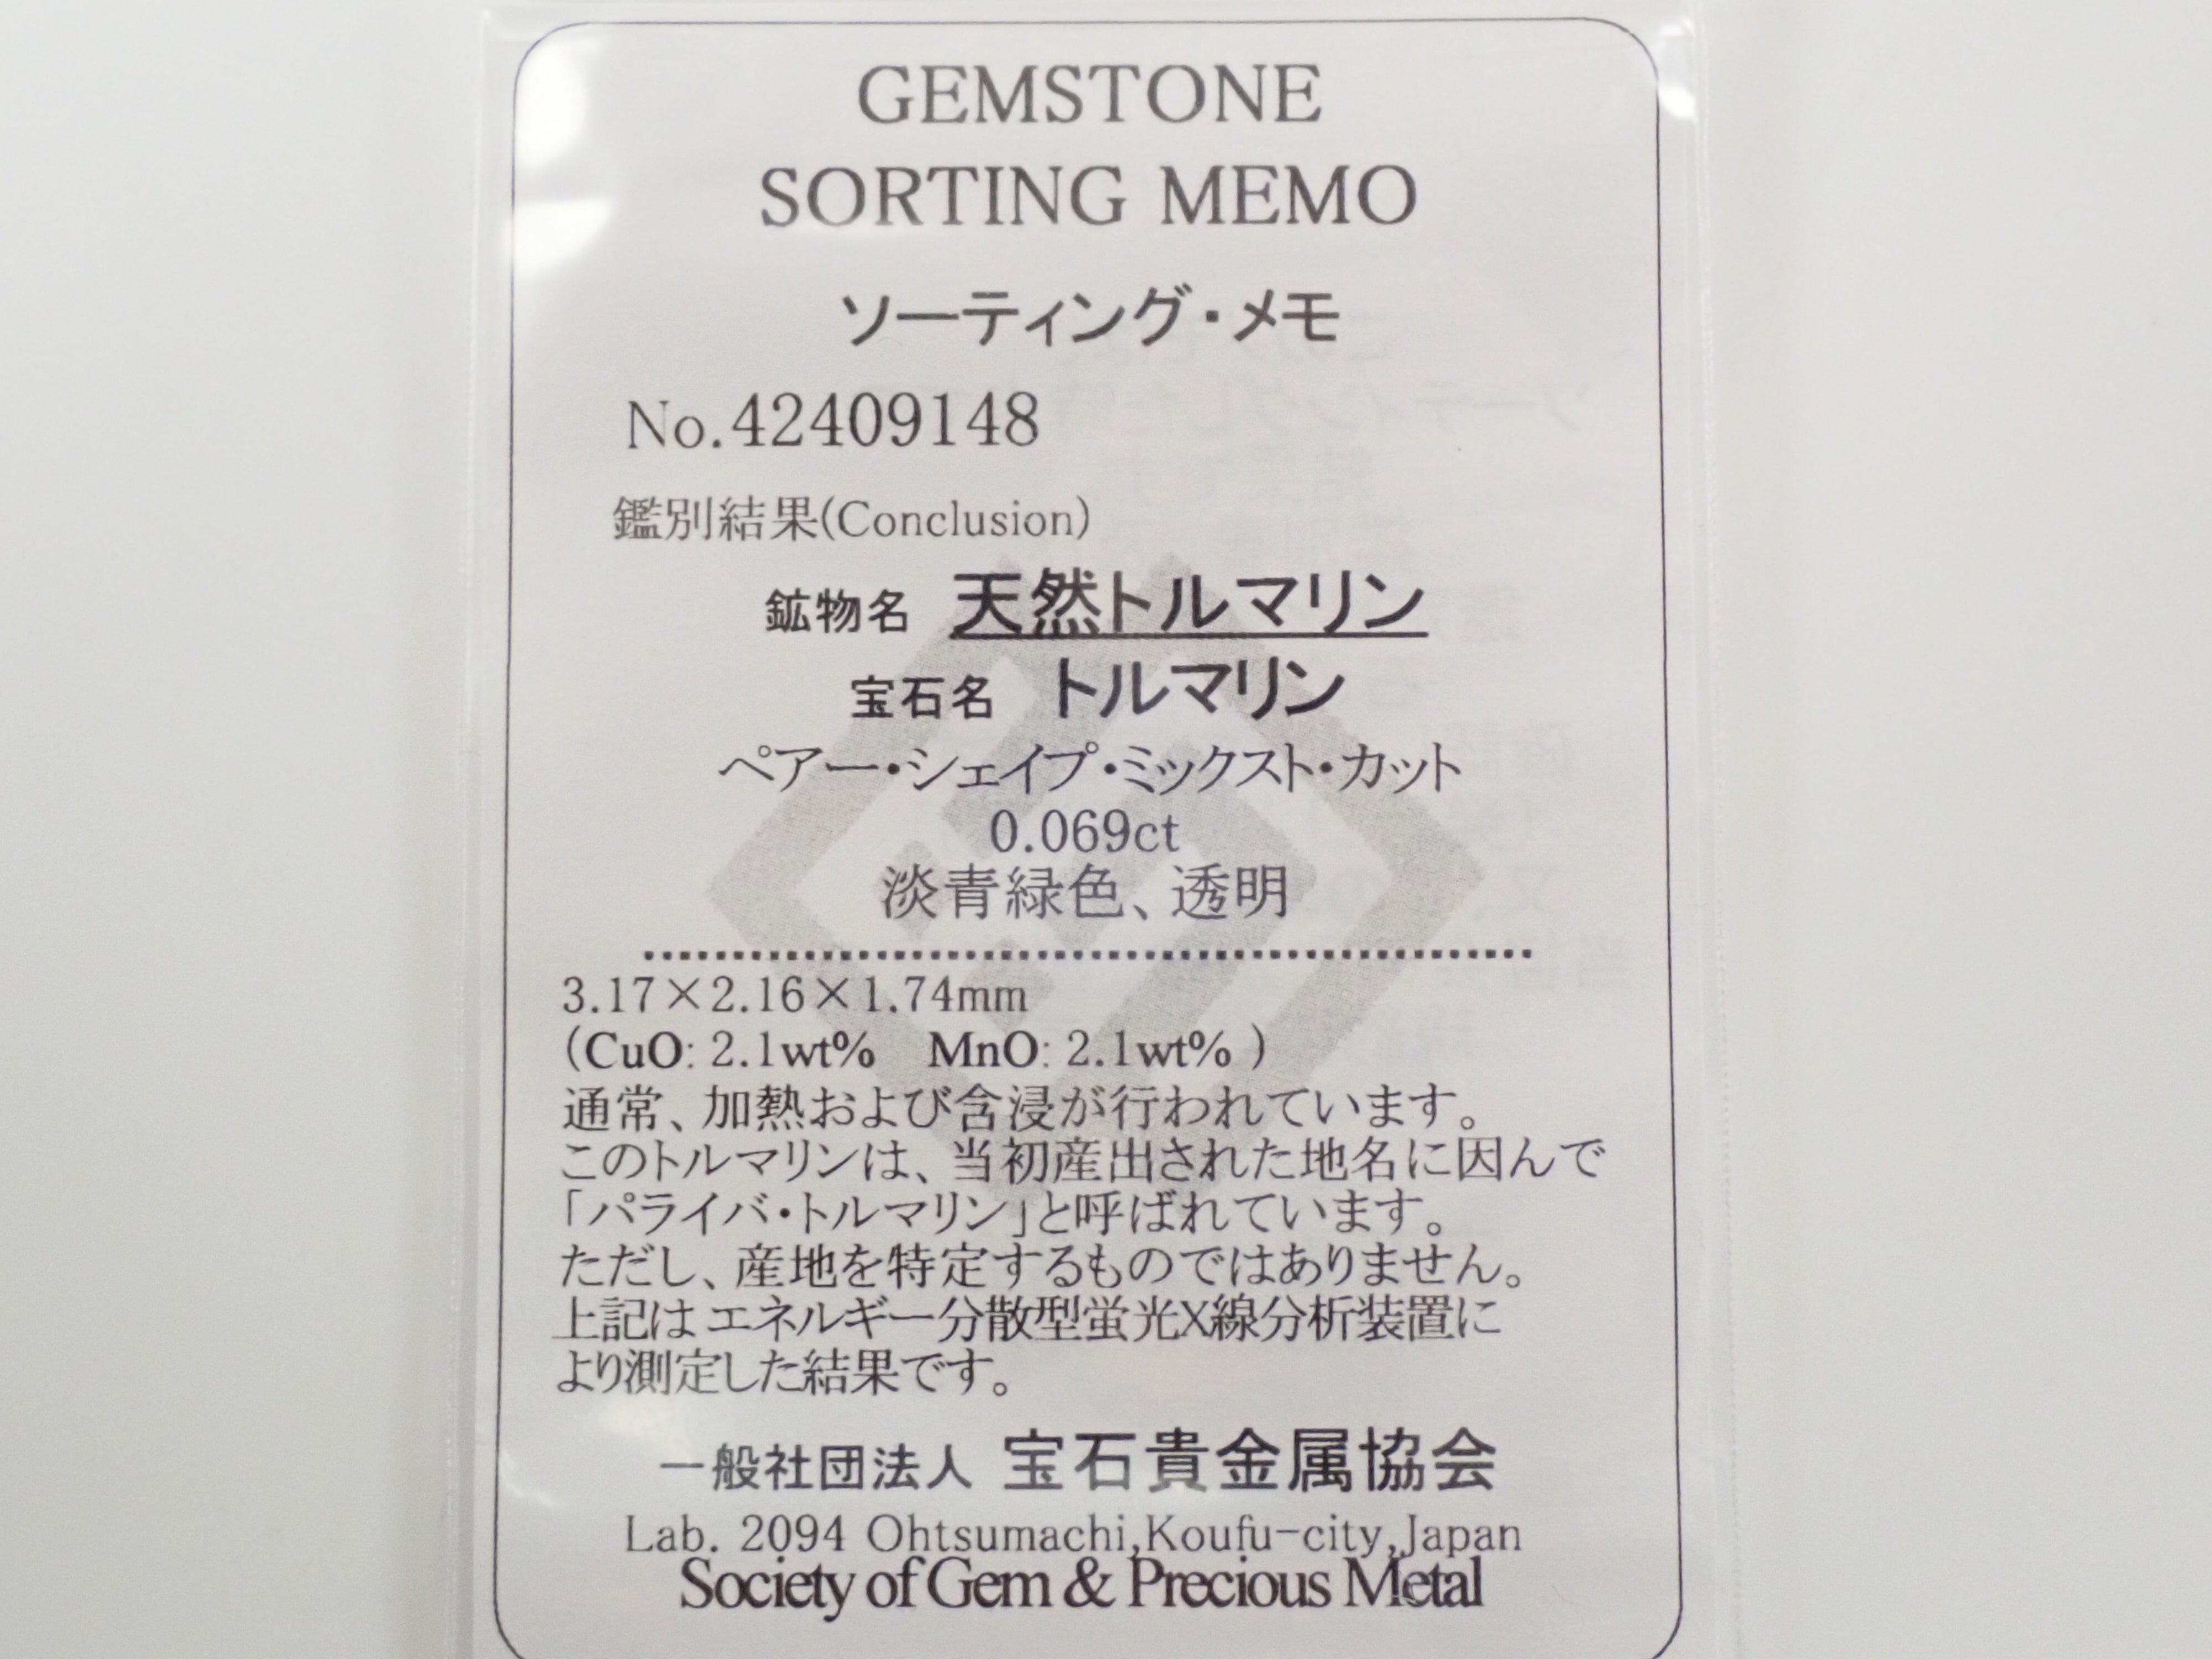 GEMSTONE
SORTING MEMO
ソーティング・メモ
No.42409148
鑑別結果(Conclusion)
鉱物名 天然トルマリン
宝石名 トルマリン
ペアー・シェイプ・ミックスト・カット
0.069ct
淡青緑色、透明
3.17×2.16×1.74mm
(CuO: 2.1wt% MnO: 2.1wt% )
通常、加熱および含浸が行われています。
このトルマリンは、当初産出された地名に因んで
「パライバ・トルマリン」と呼ばれています。
ただし、産地を特定するものではありません。
上記はエネルギー分散型蛍光X線分析装置に
より測定した結果です。
一般社団法人 宝石貴金属協会
Lab. 2094 Ohtsumachi,Koufu-city,Japan
Society of Gem & Precious Metal